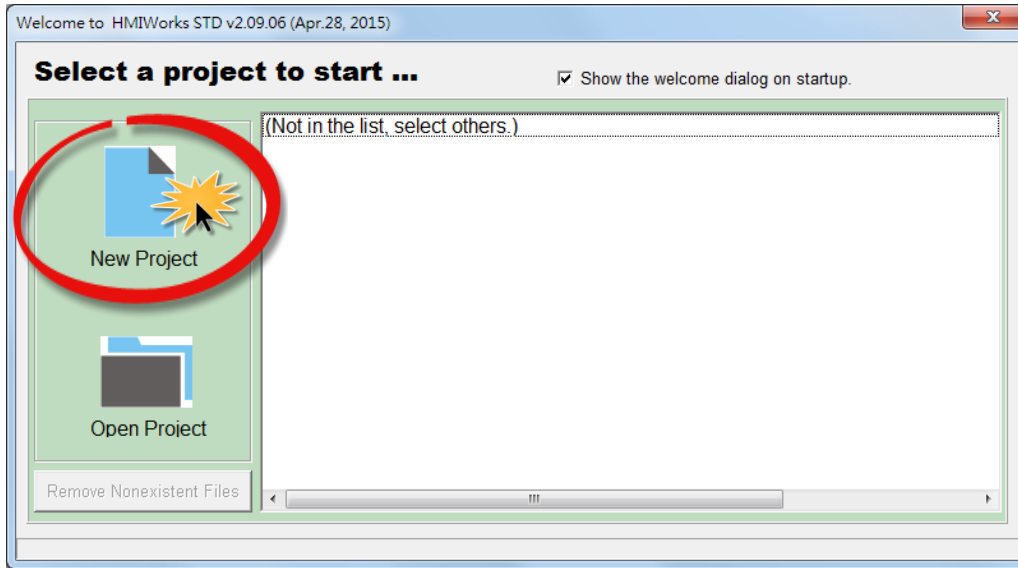 Welcome to HMIWorks STD v2.09.06 (Apr.28, 2015)
Select a project to start ...
Show the welcome dialog on startup.
(Not in the list, select others.)
New Project
Open Project
Remove Nonexistent Files